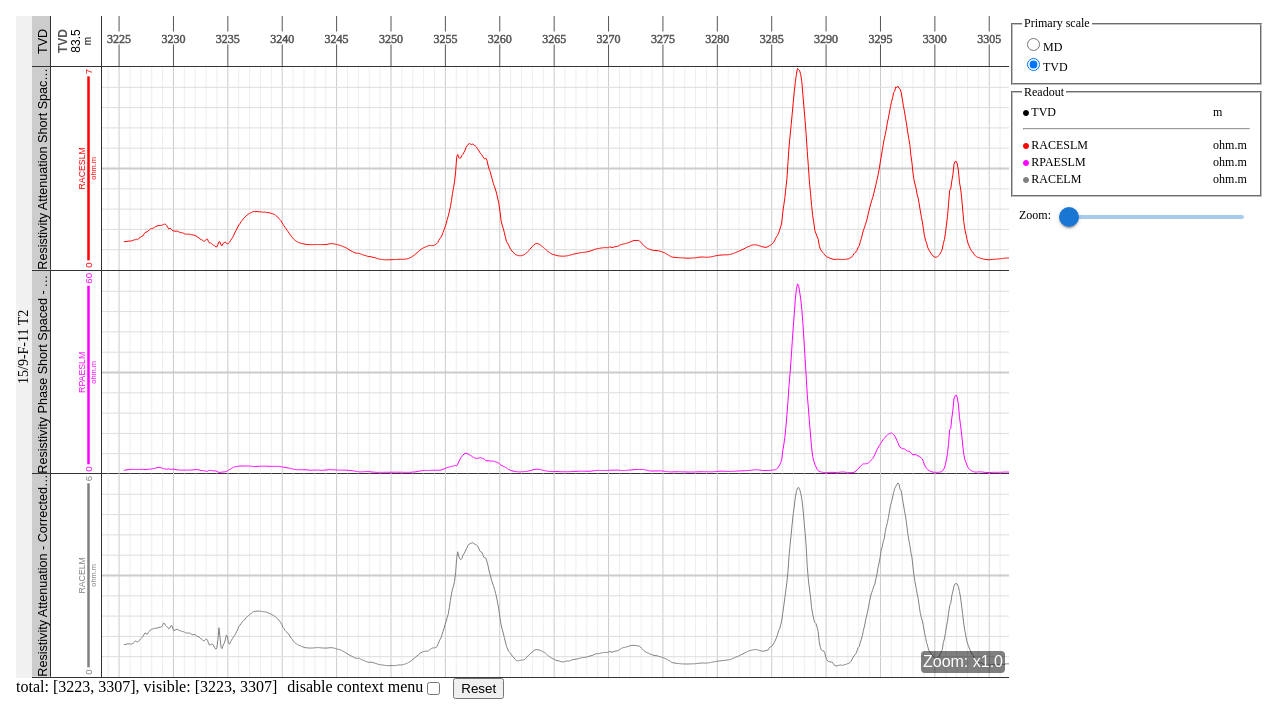 TVD
TVD
83.5
m
3225 3230 3235 3240 3245 3250 3255 3260 3265 3270 3275 3280 3285 3290 3295 3300 3305
15/9-F-11 T2
Resistivity Attenuation Short Spac...
7
RACESLM
ohm.m
0
Resistivity Phase Short Spaced - ...
60
RPAESLM
ohm.m
0
Resistivity Attenuation - Corrected...
6
RACELM
ohm.m
0
Zoom: x1.0
total: [3223, 3307], visible: [3223, 3307] disable context menu Reset
Primary scale
MD
TVD
Readout
TVD m
RACESLM ohm.m
RPAESLM ohm.m
RACELM ohm.m
Zoom: